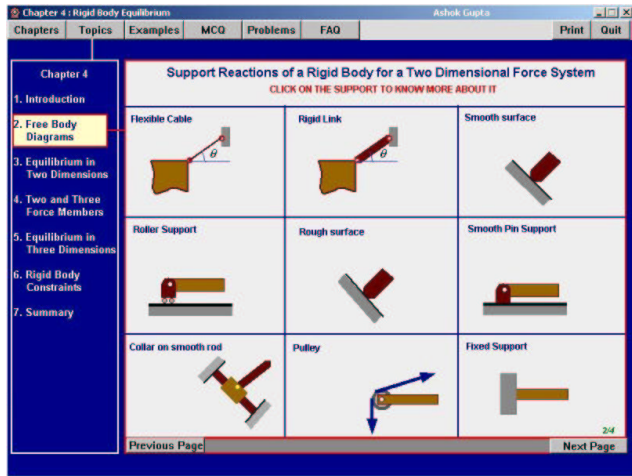 Chapter 4 : Rigid Body Equilibrium
Ashok Gupta
Chapters Topics Examples MCQ Problems FAQ Print Quit
Chapter 4
1. Introduction
2. Free Body
Diagrams
3. Equilibrium in
Two Dimensions
4. Two and Three
Force Members
5. Equilibrium in
Three Dimensions
6. Rigid Body
Constraints
7. Summary
Support Reactions of a Rigid Body for a Two Dimensional Force System
CLICK ON THE SUPPORT TO KNOW MORE ABOUT IT
Flexible Cable
θ
Rigid Link
θ
Smooth surface
Roller Support
Rough surface
Smooth Pin Support
Collar on smooth rod
Pulley
Fixed Support
2/4
Previous Page
Next Page